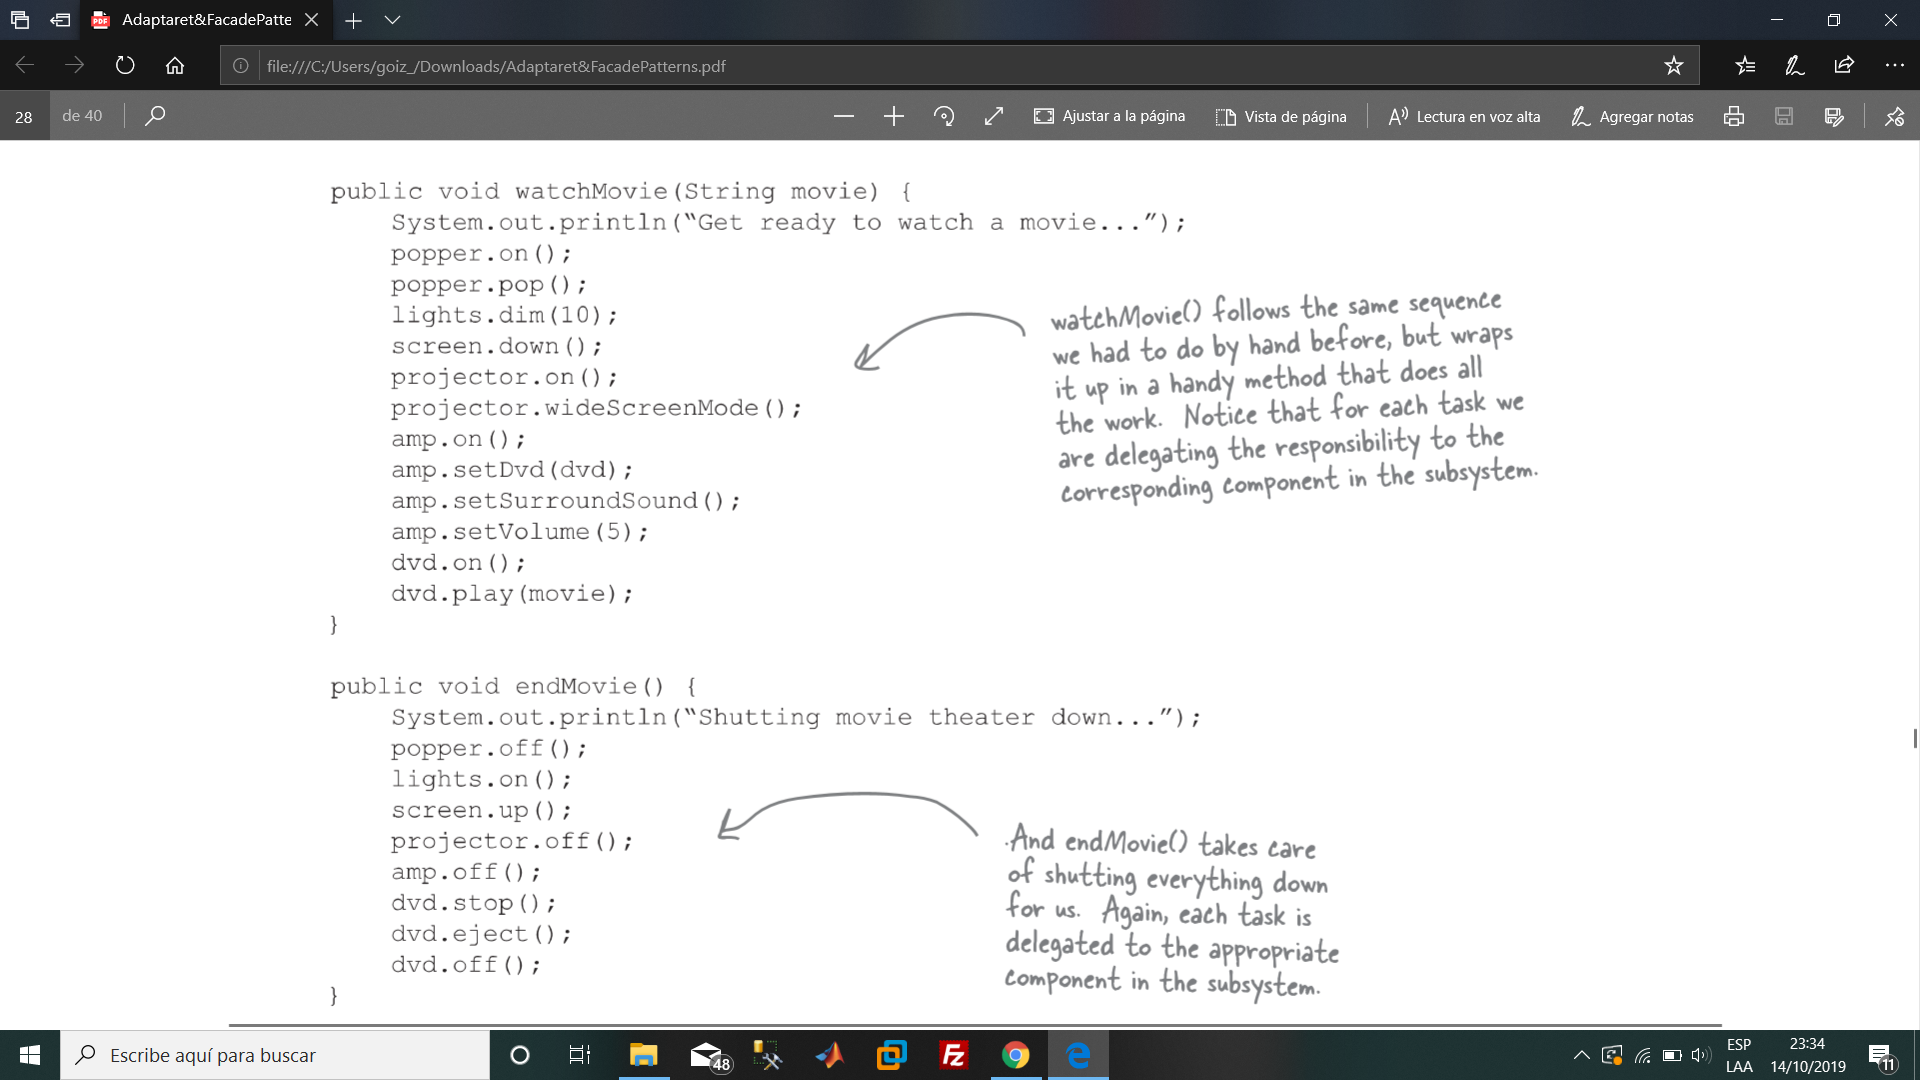 Adaptaret&FacadePatte
file:///C:/Users/goiz_/Downloads/Adaptaret&FacadePatterns.pdf
28 de 40 Ajustar a la página Vista de página Lectura en voz alta Agregar notas
public void watchMovie(String movie) {
System.out.println(“Get ready to watch a movie...”);
popper.on();
popper.pop();
lights.dim(10);
screen.down();
projector.on();
projector.wideScreenMode();
amp.on();
amp.setDvd(dvd);
amp.setSurroundSound();
amp.setVolume(5);
dvd.on();
dvd.play(movie);
}
watchMovie() follows the same sequence
we had to do by hand before, but wraps
it up in a handy method that does all
the work. Notice that for each task we
are delegating the responsibility to the
corresponding component in the subsystem.
public void endMovie() {
System.out.println(“Shutting movie theater down...”);
popper.off();
lights.on();
screen.up();
projector.off();
amp.off();
dvd.stop();
dvd.eject();
dvd.off();
}
And endMovie() takes care
of shutting everything down
for us. Again, each task is
delegated to the appropriate
component in the subsystem.
Escribe aquí para buscar
48
Fz
ESP
LAA
23:34
14/10/2019
11